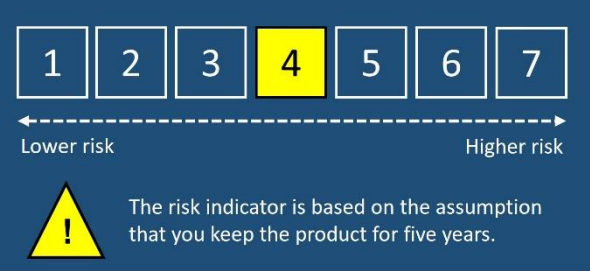 1 2 3 4 5 6 7
Lower risk Higher risk
!
The risk indicator is based on the assumption
that you keep the product for five years.